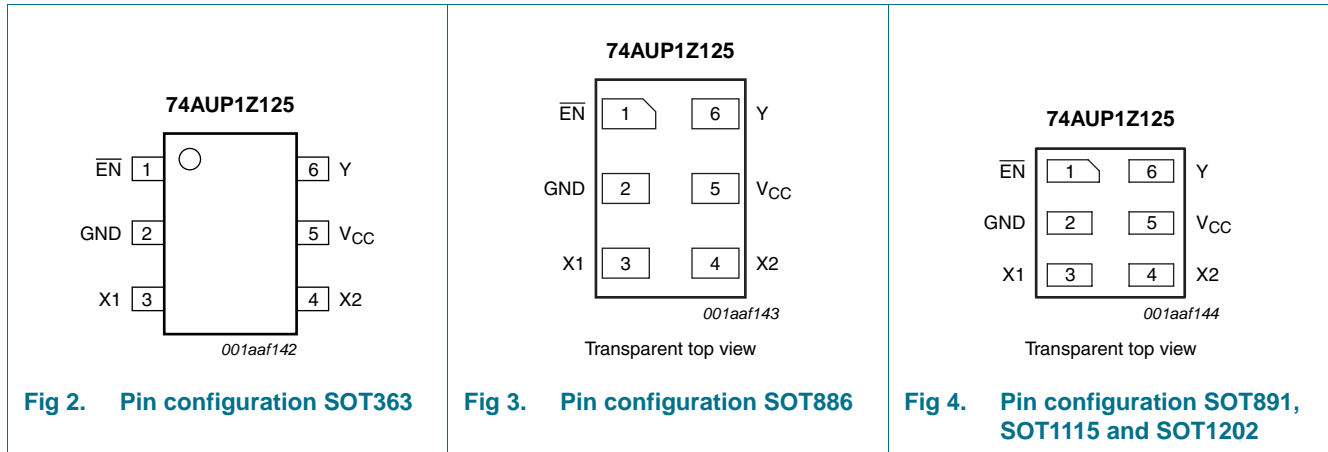 74AUP1Z125
E̅N̅ 1 6 Y
GND 2 5 VCC
X1 3 4 X2
001aaf142
Fig 2. Pin configuration SOT363
74AUP1Z125
E̅N̅ 1 6 Y
GND 2 5 VCC
X1 3 4 X2
001aaf143
Transparent top view
Fig 3. Pin configuration SOT886
74AUP1Z125
E̅N̅ 1 6 Y
GND 2 5 VCC
X1 3 4 X2
001aaf144
Transparent top view
Fig 4. Pin configuration SOT891,
SOT1115 and SOT1202